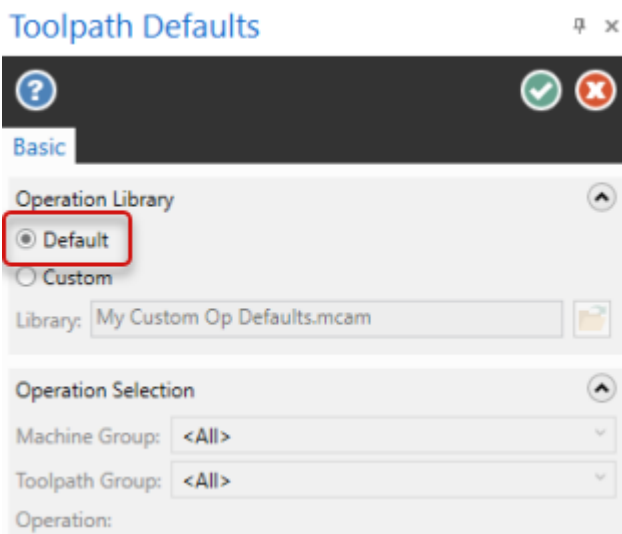 Toolpath Defaults
?
Basic
Operation Library
Default
Custom
Library: My Custom Op Defaults.mcam
Operation Selection
Machine Group: <All>
Toolpath Group: <All>
Operation: